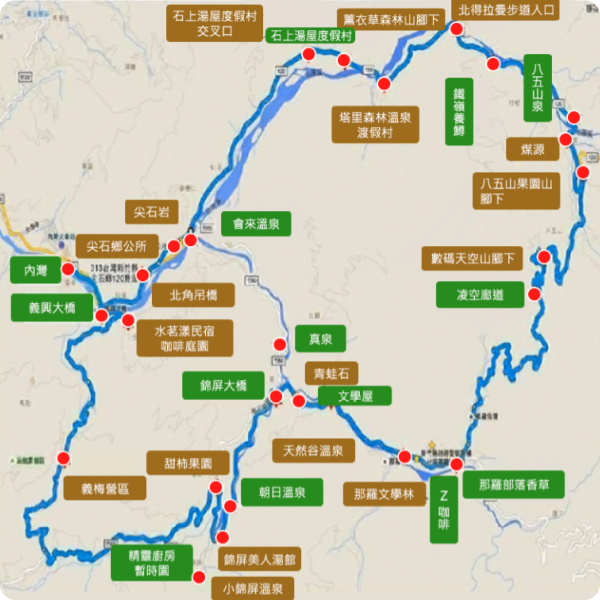 石上湯屋度假村
交叉口
石上湯屋度假村
薰衣草森林山腳下
北得拉曼步道入口
塔里森林溫泉
渡假村
鐵嶺養鱒
八五山泉
煤源
八五山果園山
腳下
尖石岩
會來溫泉
尖石鄉公所
內灣
北角吊橋
義興大橋
水茗漾民宿
咖啡庭園
數碼天空山腳下
凌空廊道
真泉
青蛙石
錦屏大橋
文學屋
天然谷溫泉
甜柿果園
朝日溫泉
那羅文學林
Z咖啡
那羅部落香草
義梅營區
精靈廚房
暫時園
錦屏美人湯館
小錦屏溫泉